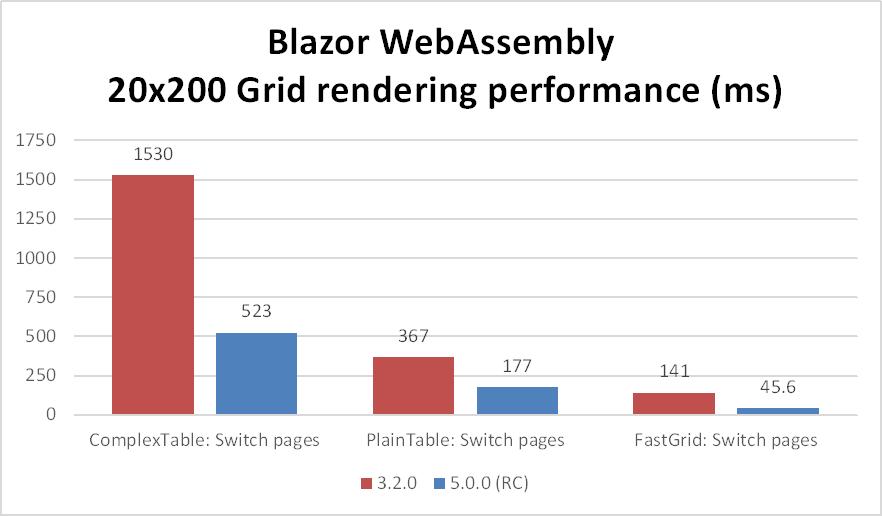 Blazor WebAssembly
20x200 Grid rendering performance (ms)
1750
1500
1250
1000
750
500
250
0
1530
523
367
177
141
45.6
ComplexTable: Switch pages
PlainTable: Switch pages
FastGrid: Switch pages
3.2.0
5.0.0 (RC)